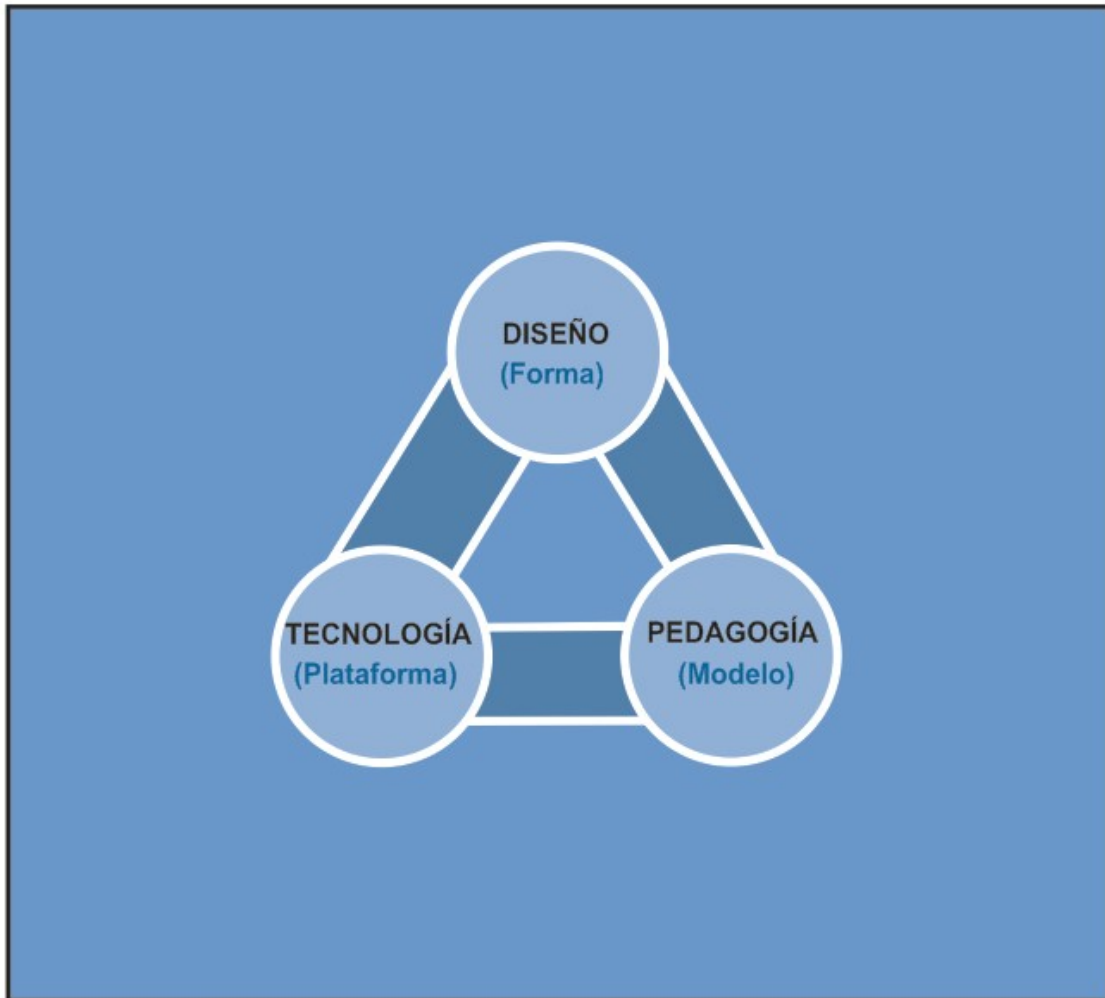 DISEÑO
(Forma)
TECNOLOGÍA
(Plataforma)
PEDAGOGÍA
(Modelo)